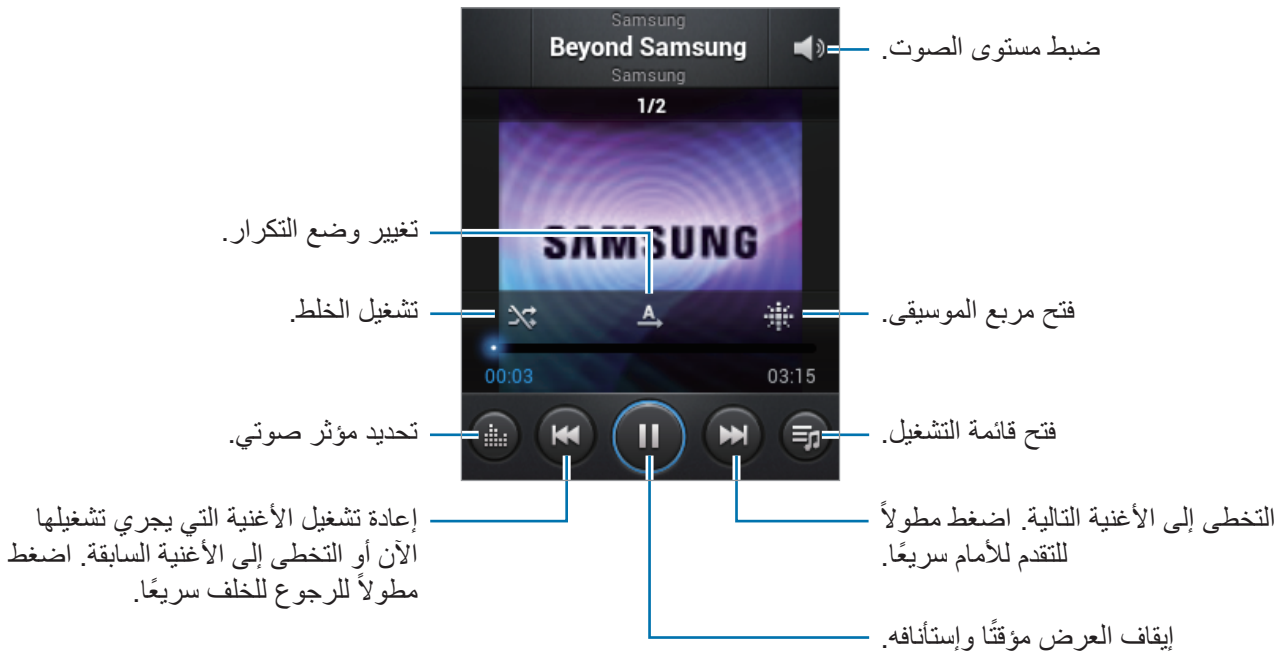 Samsung
Beyond Samsung
Samsung
ضبط مستوى الصوت.
1/2
تغيير وضع التكرار.
SAMSUNG
A
تشغيل الخلط.
فتح مربع الموسيقى.
00:03
03:15
تحديد مؤثر صوتي.
فتح قائمة التشغيل.
إعادة تشغيل الأغنية التي يجري تشغيلها
الآن أو التخطى إلى الأغنية السابقة. اضغط
مطولاً للرجوع للخلف سريعًا.
التخطى إلى الأغنية التالية. اضغط مطولاً
للتقدم للأمام سريعًا.
إيقاف العرض مؤقتًا وإستأنافه.